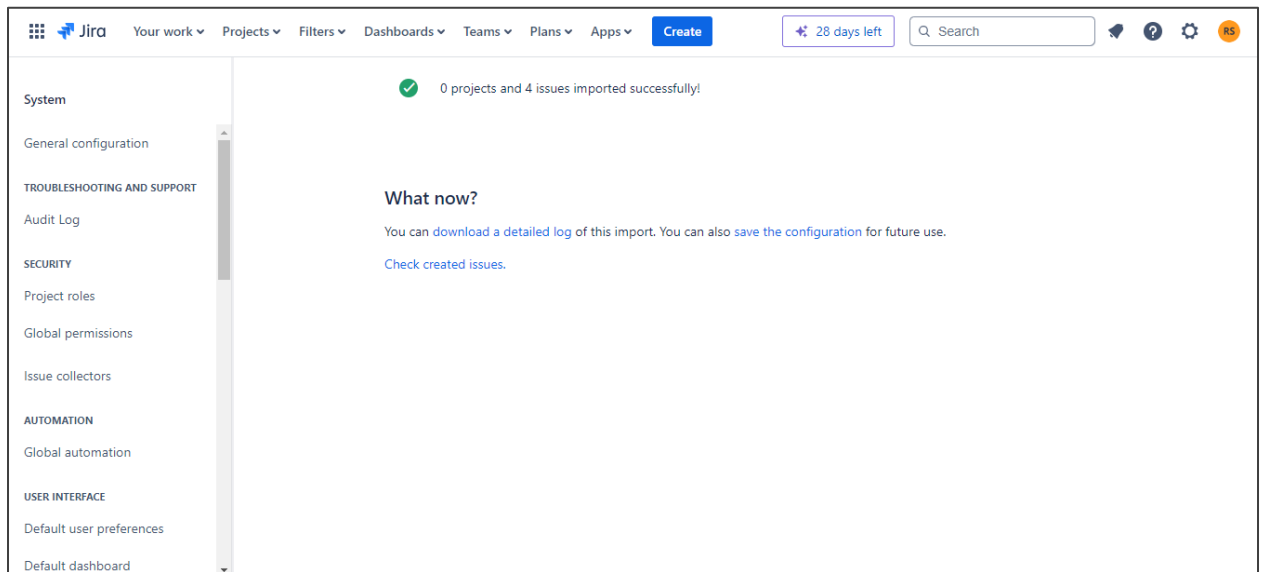 Jira Your work Projects Filters Dashboards Teams Plans Apps Create 28 days left Search RS
System
General configuration
TROUBLESHOOTING AND SUPPORT
Audit Log
SECURITY
Project roles
Global permissions
Issue collectors
AUTOMATION
Global automation
USER INTERFACE
Default user preferences
Default dashboard
0 projects and 4 issues imported successfully!
What now?
You can download a detailed log of this import. You can also save the configuration for future use.
Check created issues.